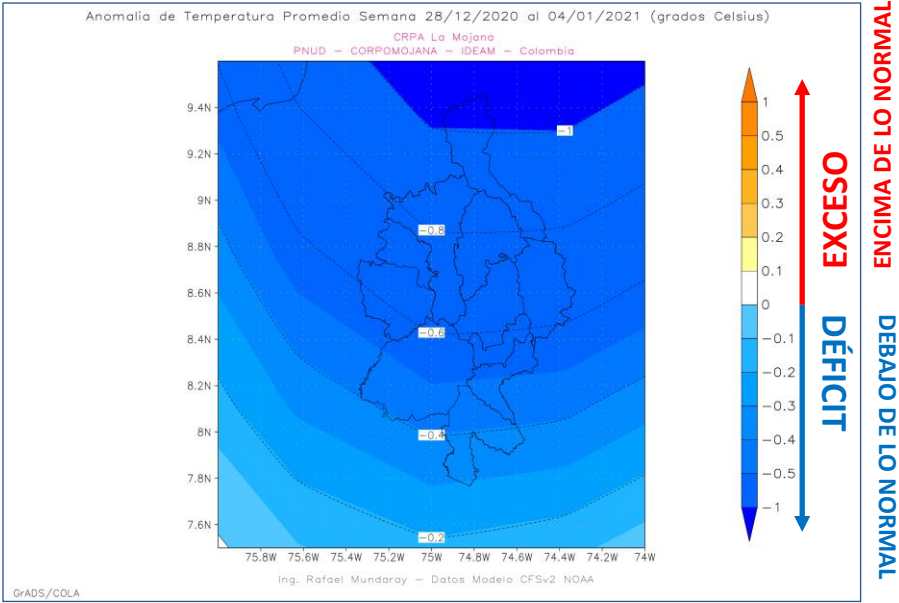 Anomalia de Temperatura Promedio Semana 28/12/2020 al 04/01/2021 (grados Celsius)
CRPA La Mojana
PNUD – CORPOMOJANA – IDEAM – Colombia
9.4N
9.2N
9N
8.8N
8.6N
8.4N
8.2N
8N
7.8N
7.6N
−1
−0.8
−0.6
−0.4
−0.2
75.8W 75.6W 75.4W 75.2W 75W 74.8W 74.6W 74.4W 74.2W 74W
1
0.5
0.4
0.3
0.2
0.1
0
−0.1
−0.2
−0.3
−0.4
−0.5
−1
EXCESO
DÉFICIT
ENCIMA DE LO NORMAL
DEBAJO DE LO NORMAL
Ing. Rafael Mundaray – Datos Modelo CFSv2 NOAA
GrADS/COLA